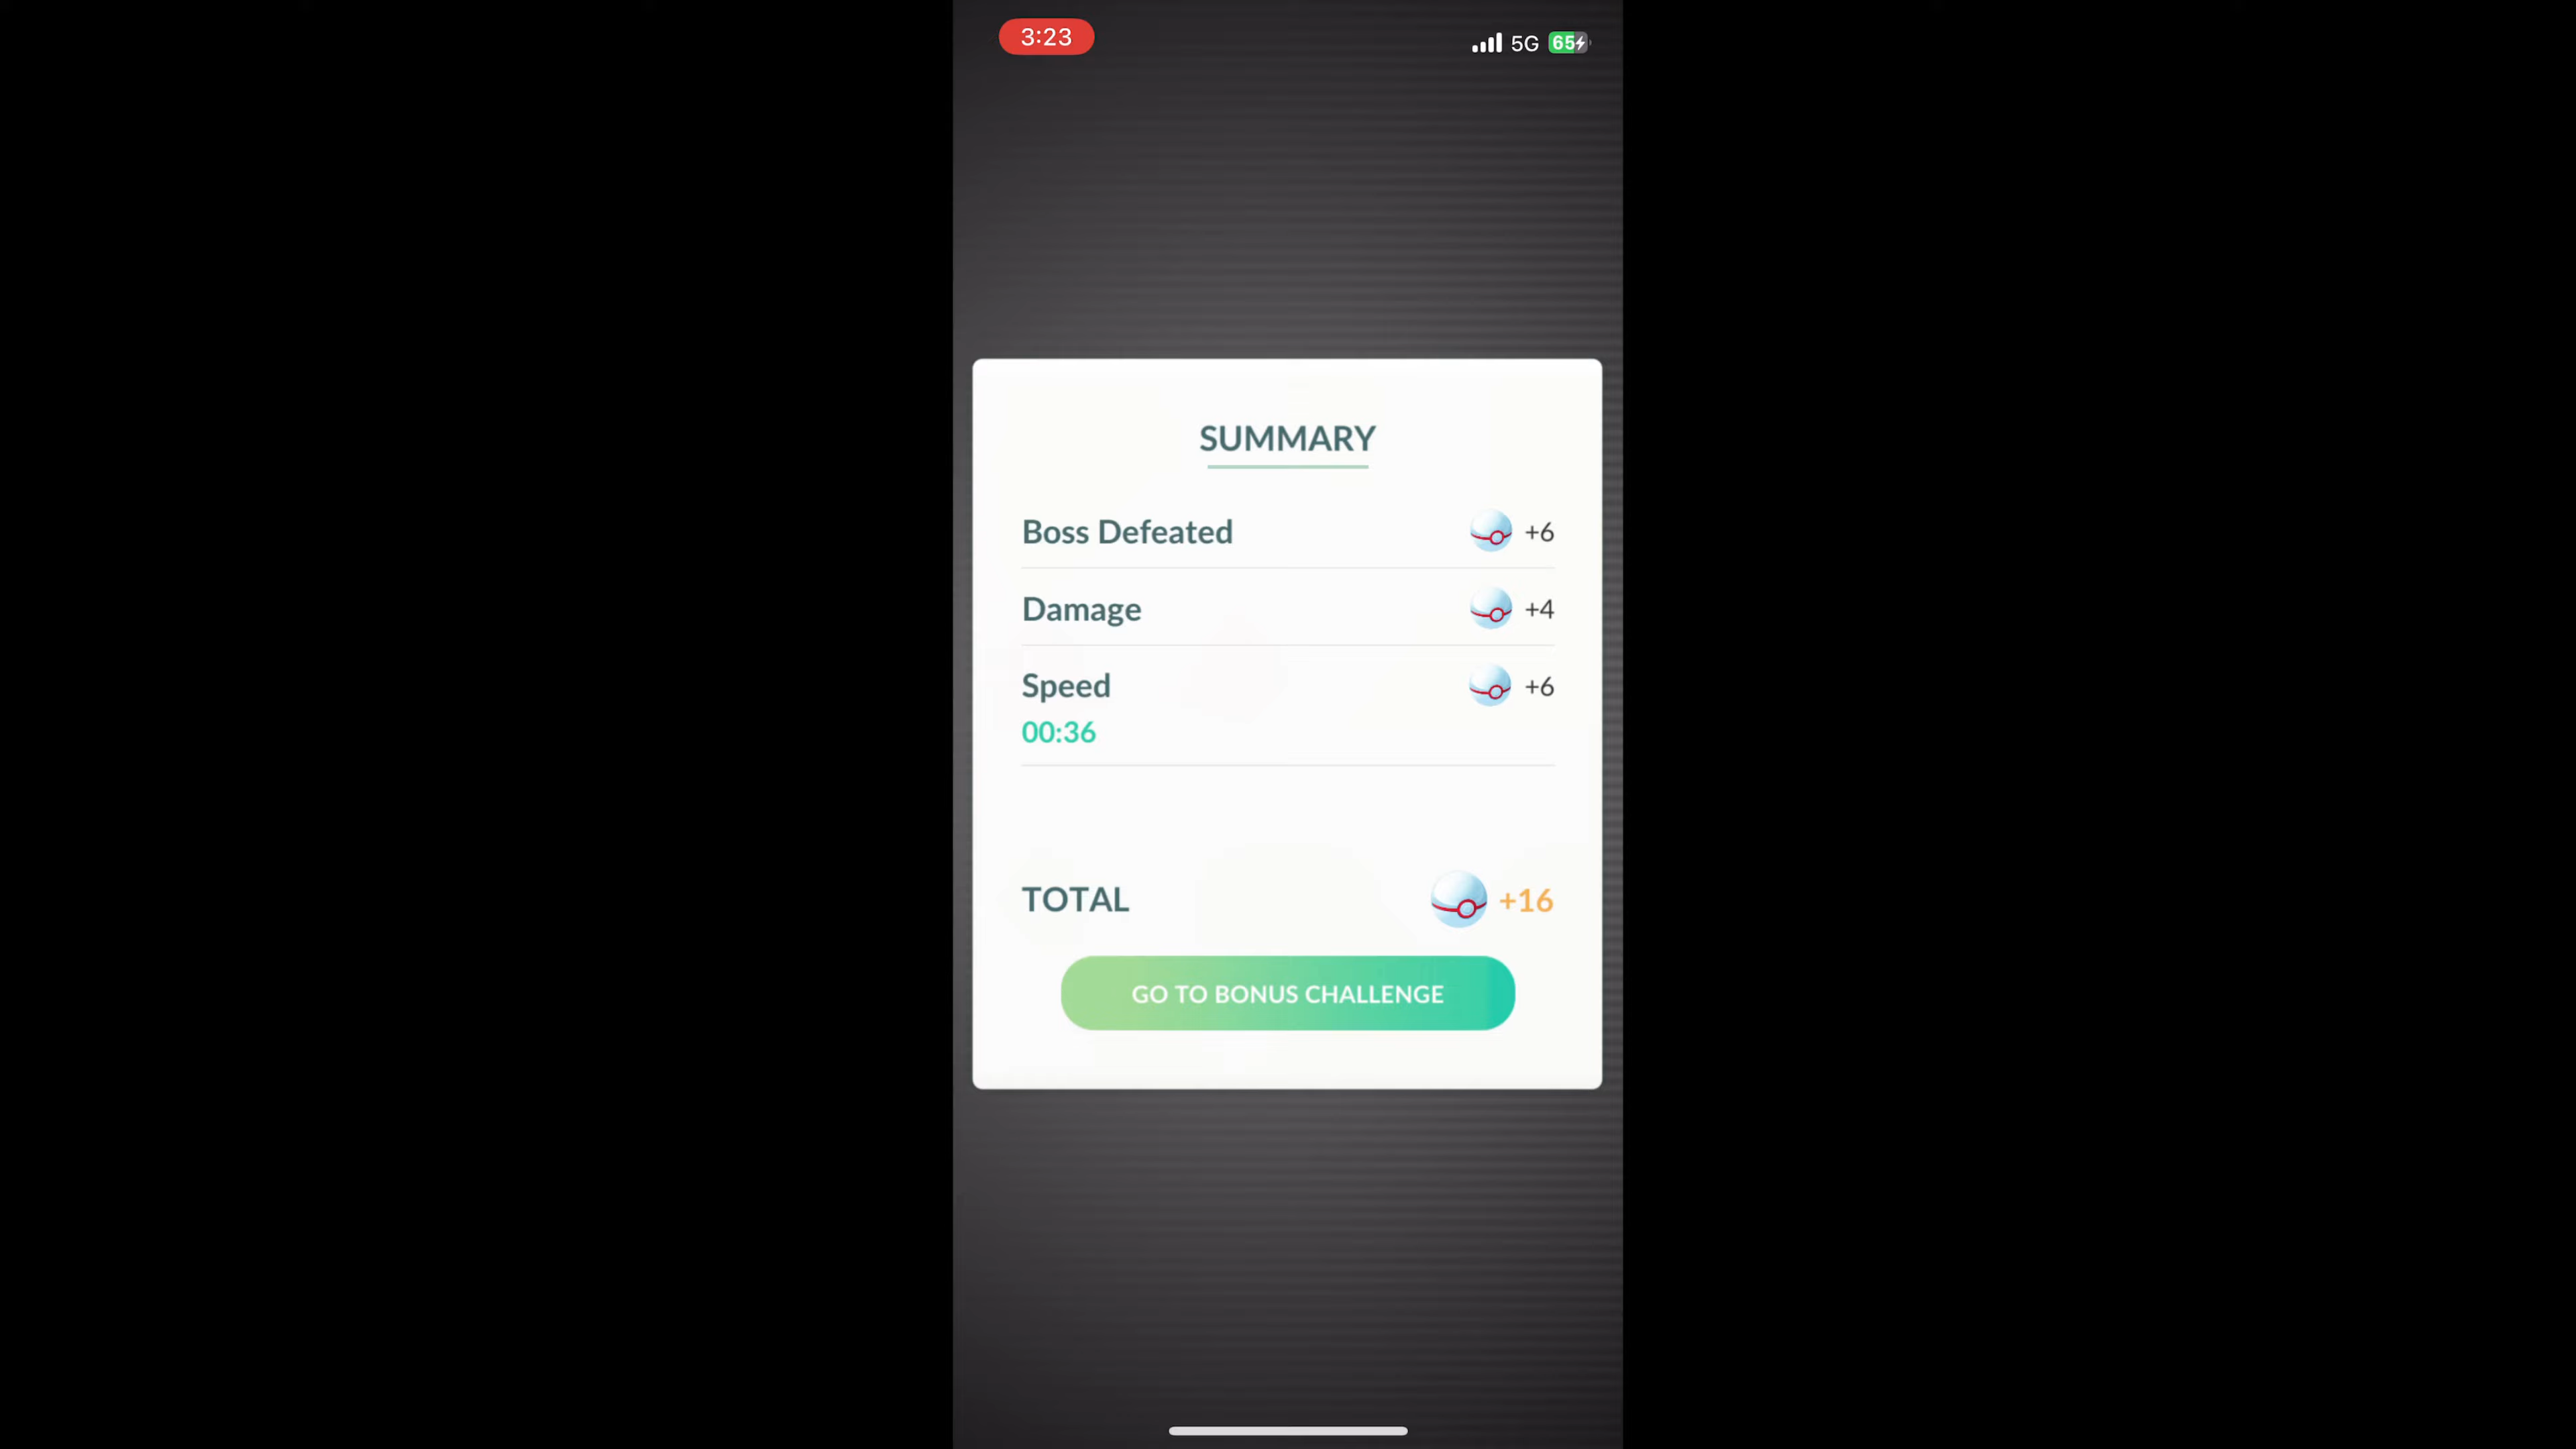 3:23
5G
65
SUMMARY
Boss Defeated +6
Damage +4
Speed +6
00:36
TOTAL +16
GO TO BONUS CHALLENGE